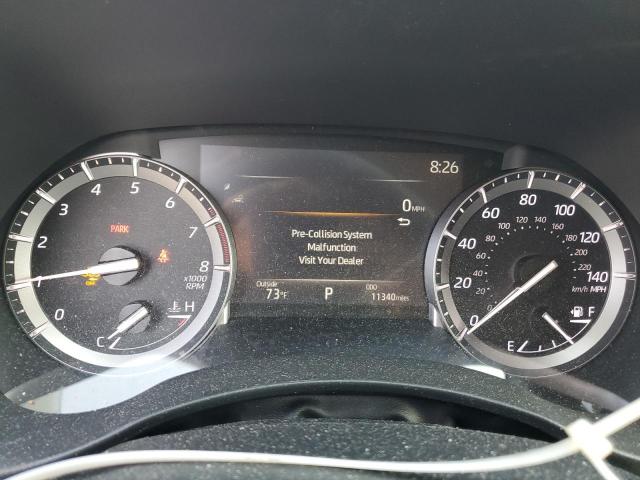 8:26
0 MPH
Pre-Collision System
Malfunction
Visit Your Dealer
Outside
73°F
P
ODO
11340 miles
PARK
0
1
2
3
4
5
6
7
8
x1000
RPM
OFF
C
H
0
20
40
60
80
100
120
140
km/h MPH
0
20
40
60
80
100
120
140
160
180
200
220
E
F